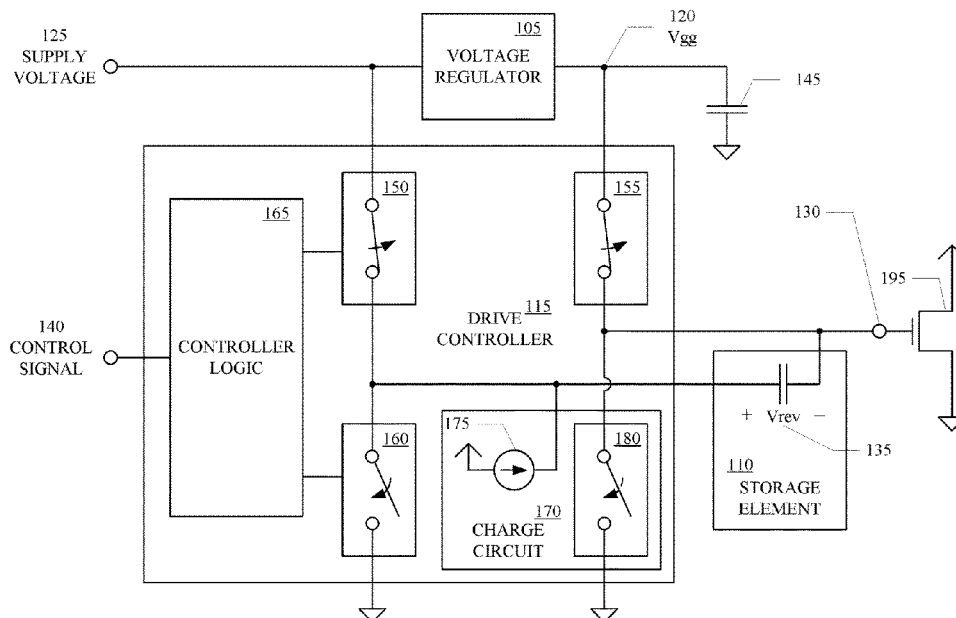 125
SUPPLY
VOLTAGE
105
VOLTAGE
REGULATOR
120
Vgg
145
150
155
165
130
195
140
CONTROL
SIGNAL
CONTROLLER
LOGIC
DRIVE 115
CONTROLLER
160
175
180
+ Vrev −
135
110
STORAGE
ELEMENT
170
CHARGE
CIRCUIT